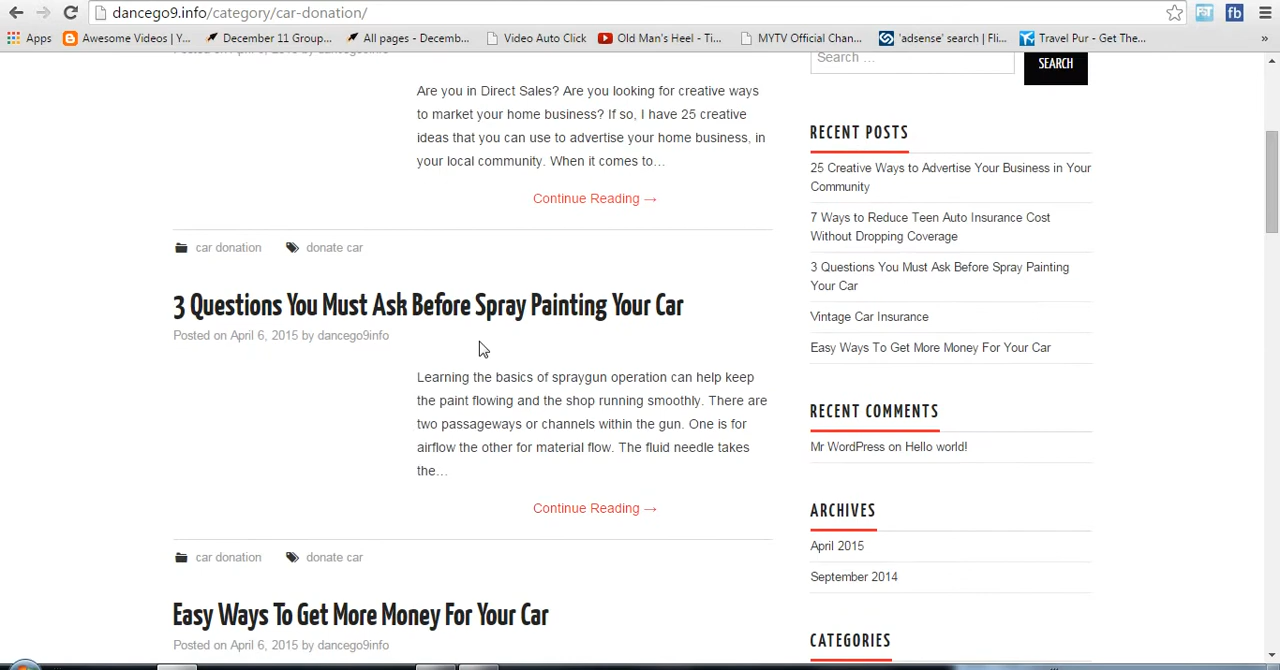 dancego9.info/category/car-donation/
Apps
Awesome Videos | Y...
December 11 Group...
All pages - Decemb...
Video Auto Click
Old Man's Heel - Ti...
MYTV Official Chan...
'adsense' search | Fli...
Travel Pur - Get The...
»
Are you in Direct Sales? Are you looking for creative ways
to market your home business? If so, I have 25 creative
ideas that you can use to advertise your home business, in
your local community. When it comes to…
Continue Reading →
car donation
donate car
3 Questions You Must Ask Before Spray Painting Your Car
Posted on April 6, 2015 by dancego9info
Learning the basics of spraygun operation can help keep
the paint flowing and the shop running smoothly. There are
two passageways or channels within the gun. One is for
airflow the other for material flow. The fluid needle takes
the…
Continue Reading →
car donation
donate car
Easy Ways To Get More Money For Your Car
Posted on April 6, 2015 by dancego9info
Search …
SEARCH
RECENT POSTS
25 Creative Ways to Advertise Your Business in Your
Community
7 Ways to Reduce Teen Auto Insurance Cost
Without Dropping Coverage
3 Questions You Must Ask Before Spray Painting
Your Car
Vintage Car Insurance
Easy Ways To Get More Money For Your Car
RECENT COMMENTS
Mr WordPress on Hello world!
ARCHIVES
April 2015
September 2014
CATEGORIES